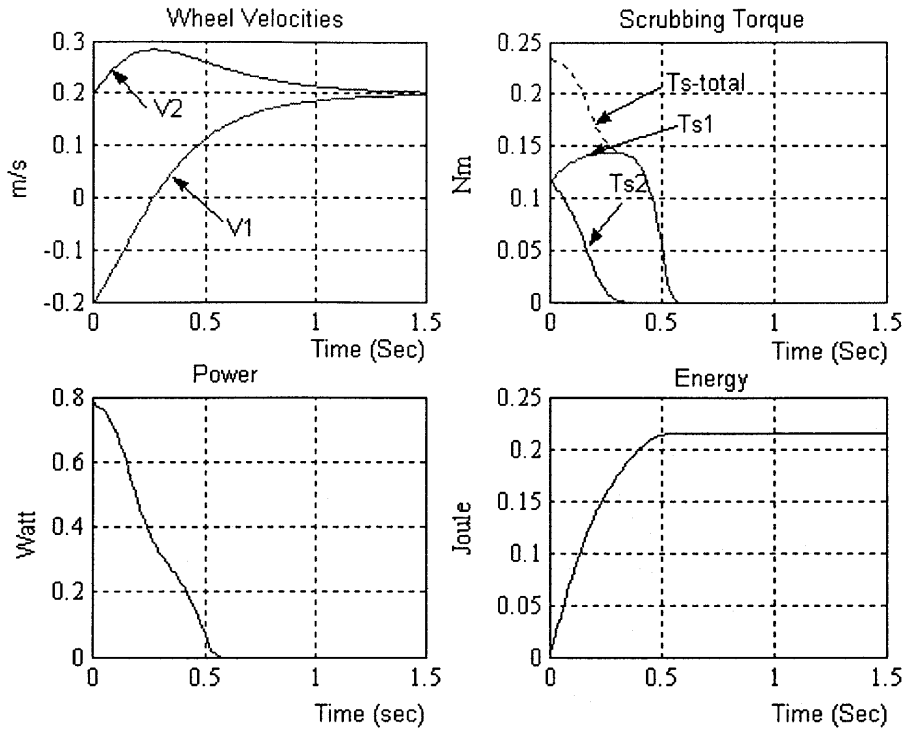 Wheel Velocities
0.3
0.2
0.1
0
-0.1
-0.2
m/s
V2
V1
0
0.5
1
1.5
Time (Sec)
Scrubbing Torque
0.25
0.2
0.15
0.1
0.05
0
Nm
Ts-total
Ts1
Ts2
0
0.5
1
1.5
Time (Sec)
Power
0.8
0.6
0.4
0.2
0
Watt
0
0.5
1
1.5
Time (sec)
Energy
0.25
0.2
0.15
0.1
0.05
0
Joule
0
0.5
1
1.5
Time (Sec)